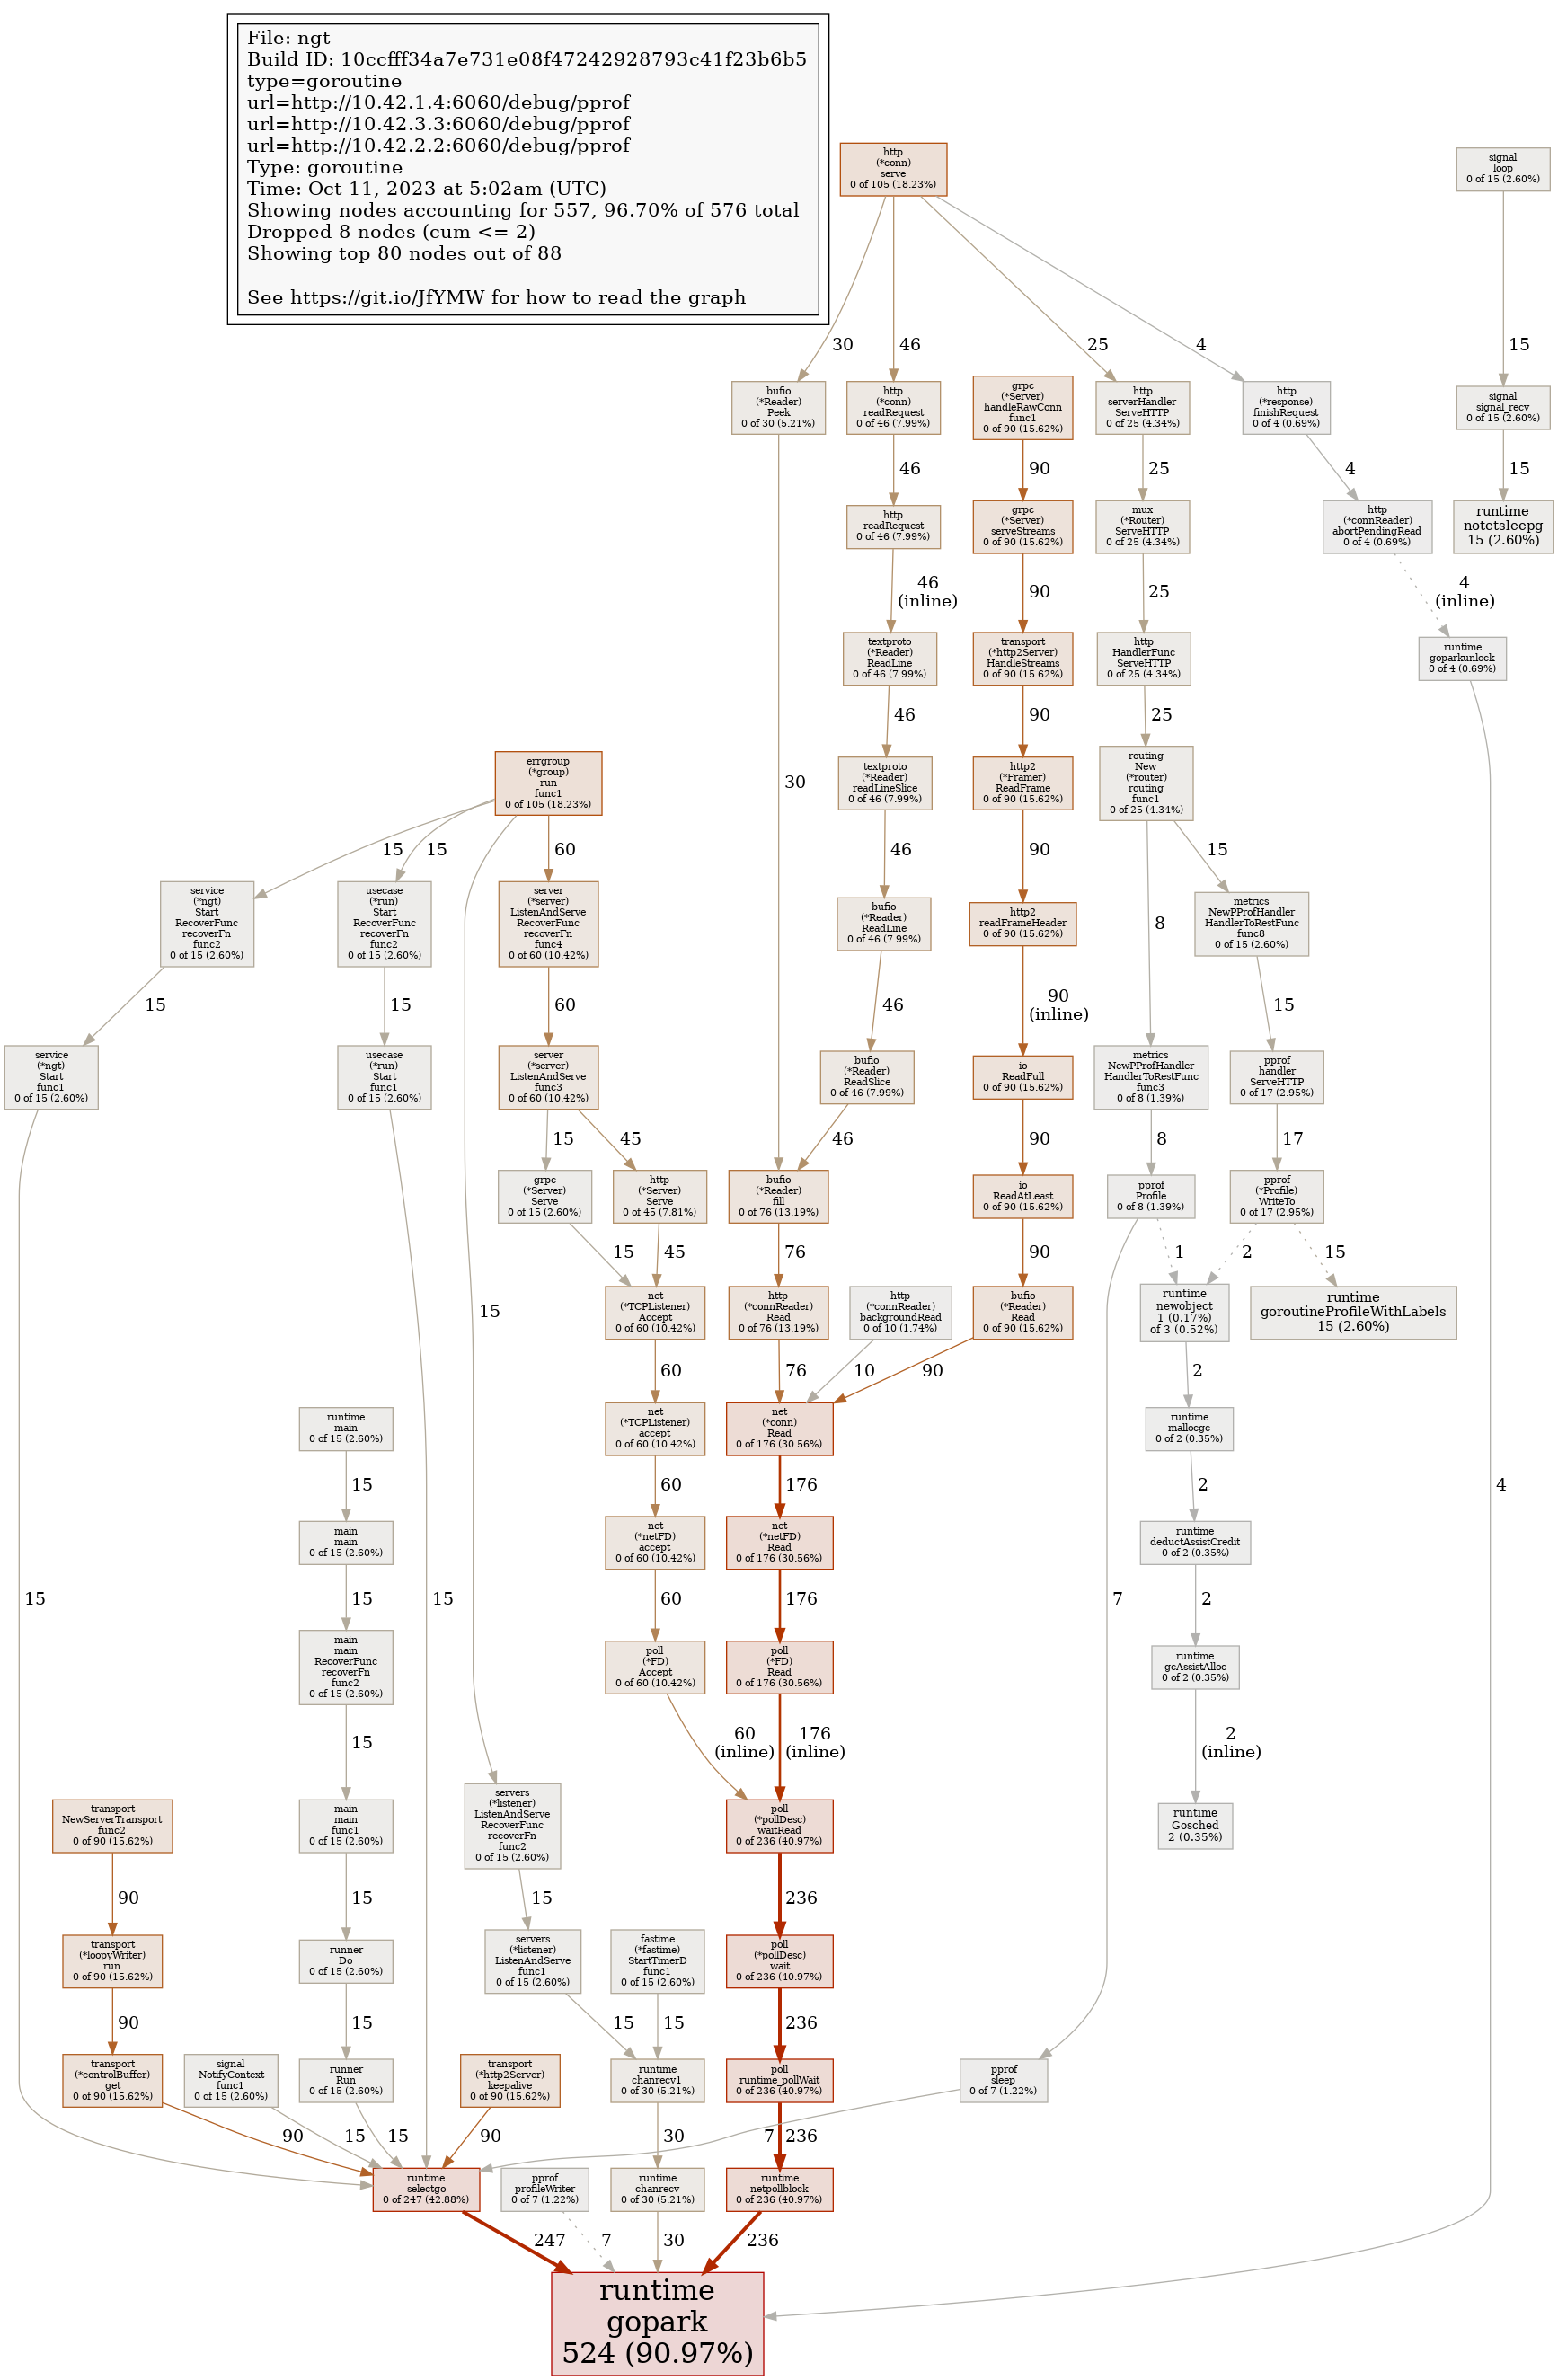 File: ngt
Build ID: 10ccfff34a7e731e08f47242928793c41f23b6b5
type=goroutine
url=http://10.42.1.4:6060/debug/pprof
url=http://10.42.3.3:6060/debug/pprof
url=http://10.42.2.2:6060/debug/pprof
Type: goroutine
Time: Oct 11, 2023 at 5:02am (UTC)
Showing nodes accounting for 557, 96.70% of 576 total
Dropped 8 nodes (cum <= 2)
Showing top 80 nodes out of 88
See https://git.io/JfYMW for how to read the graph
http
(*conn)
serve
0 of 105 (18.23%)
signal
loop
0 of 15 (2.60%)
30
46
25
4
15
bufio
(*Reader)
Peek
0 of 30 (5.21%)
http
(*conn)
readRequest
0 of 46 (7.99%)
grpc
(*Server)
handleRawConn
func1
0 of 90 (15.62%)
http
serverHandler
ServeHTTP
0 of 25 (4.34%)
http
(*response)
finishRequest
0 of 4 (0.69%)
signal
signal_recv
0 of 15 (2.60%)
46
90
25
4
15
http
readRequest
0 of 46 (7.99%)
grpc
(*Server)
serveStreams
0 of 90 (15.62%)
mux
(*Router)
ServeHTTP
0 of 25 (4.34%)
http
(*connReader)
abortPendingRead
0 of 4 (0.69%)
runtime
notetsleepg
15 (2.60%)
46
(inline)
90
25
4
(inline)
textproto
(*Reader)
ReadLine
0 of 46 (7.99%)
transport
(*http2Server)
HandleStreams
0 of 90 (15.62%)
http
HandlerFunc
ServeHTTP
0 of 25 (4.34%)
runtime
goparkunlock
0 of 4 (0.69%)
46
90
25
errgroup
(*group)
run
func1
0 of 105 (18.23%)
30
textproto
(*Reader)
readLineSlice
0 of 46 (7.99%)
http2
(*Framer)
ReadFrame
0 of 90 (15.62%)
routing
New
(*router)
routing
func1
0 of 25 (4.34%)
15
15
60
46
90
15
service
(*ngt)
Start
RecoverFunc
recoverFn
func2
0 of 15 (2.60%)
usecase
(*run)
Start
RecoverFunc
recoverFn
func2
0 of 15 (2.60%)
server
(*server)
ListenAndServe
RecoverFunc
recoverFn
func4
0 of 60 (10.42%)
bufio
(*Reader)
ReadLine
0 of 46 (7.99%)
http2
readFrameHeader
0 of 90 (15.62%)
8
metrics
NewPProfHandler
HandlerToRestFunc
func8
0 of 15 (2.60%)
15
15
60
46
90
(inline)
15
service
(*ngt)
Start
func1
0 of 15 (2.60%)
usecase
(*run)
Start
func1
0 of 15 (2.60%)
server
(*server)
ListenAndServe
func3
0 of 60 (10.42%)
bufio
(*Reader)
ReadSlice
0 of 46 (7.99%)
io
ReadFull
0 of 90 (15.62%)
metrics
NewPProfHandler
HandlerToRestFunc
func3
0 of 8 (1.39%)
pprof
handler
ServeHTTP
0 of 17 (2.95%)
15
45
46
90
8
17
grpc
(*Server)
Serve
0 of 15 (2.60%)
http
(*Server)
Serve
0 of 45 (7.81%)
bufio
(*Reader)
fill
0 of 76 (13.19%)
io
ReadAtLeast
0 of 90 (15.62%)
pprof
Profile
0 of 8 (1.39%)
pprof
(*Profile)
WriteTo
0 of 17 (2.95%)
15
45
76
90
1
2
15
15
net
(*TCPListener)
Accept
0 of 60 (10.42%)
http
(*connReader)
Read
0 of 76 (13.19%)
http
(*connReader)
backgroundRead
0 of 10 (1.74%)
bufio
(*Reader)
Read
0 of 90 (15.62%)
runtime
newobject
1 (0.17%)
of 3 (0.52%)
runtime
goroutineProfileWithLabels
15 (2.60%)
60
76
10
90
2
runtime
main
0 of 15 (2.60%)
net
(*TCPListener)
accept
0 of 60 (10.42%)
net
(*conn)
Read
0 of 176 (30.56%)
runtime
mallocgc
0 of 2 (0.35%)
15
60
176
2
4
main
main
0 of 15 (2.60%)
net
(*netFD)
accept
0 of 60 (10.42%)
net
(*netFD)
Read
0 of 176 (30.56%)
runtime
deductAssistCredit
0 of 2 (0.35%)
15
15
15
60
176
7
2
main
main
RecoverFunc
recoverFn
func2
0 of 15 (2.60%)
poll
(*FD)
Accept
0 of 60 (10.42%)
poll
(*FD)
Read
0 of 176 (30.56%)
runtime
gcAssistAlloc
0 of 2 (0.35%)
15
60
(inline)
176
(inline)
2
(inline)
transport
NewServerTransport
func2
0 of 90 (15.62%)
main
main
func1
0 of 15 (2.60%)
servers
(*listener)
ListenAndServe
RecoverFunc
recoverFn
func2
0 of 15 (2.60%)
poll
(*pollDesc)
waitRead
0 of 236 (40.97%)
runtime
Gosched
2 (0.35%)
90
15
15
236
transport
(*loopyWriter)
run
0 of 90 (15.62%)
runner
Do
0 of 15 (2.60%)
servers
(*listener)
ListenAndServe
func1
0 of 15 (2.60%)
fastime
(*fastime)
StartTimerD
func1
0 of 15 (2.60%)
poll
(*pollDesc)
wait
0 of 236 (40.97%)
90
15
15
15
236
transport
(*controlBuffer)
get
0 of 90 (15.62%)
signal
NotifyContext
func1
0 of 15 (2.60%)
runner
Run
0 of 15 (2.60%)
transport
(*http2Server)
keepalive
0 of 90 (15.62%)
runtime
chanrecv1
0 of 30 (5.21%)
poll
runtime_pollWait
0 of 236 (40.97%)
pprof
sleep
0 of 7 (1.22%)
90
15
15
90
30
7
236
runtime
selectgo
0 of 247 (42.88%)
pprof
profileWriter
0 of 7 (1.22%)
runtime
chanrecv
0 of 30 (5.21%)
runtime
netpollblock
0 of 236 (40.97%)
247
7
30
236
runtime
gopark
524 (90.97%)